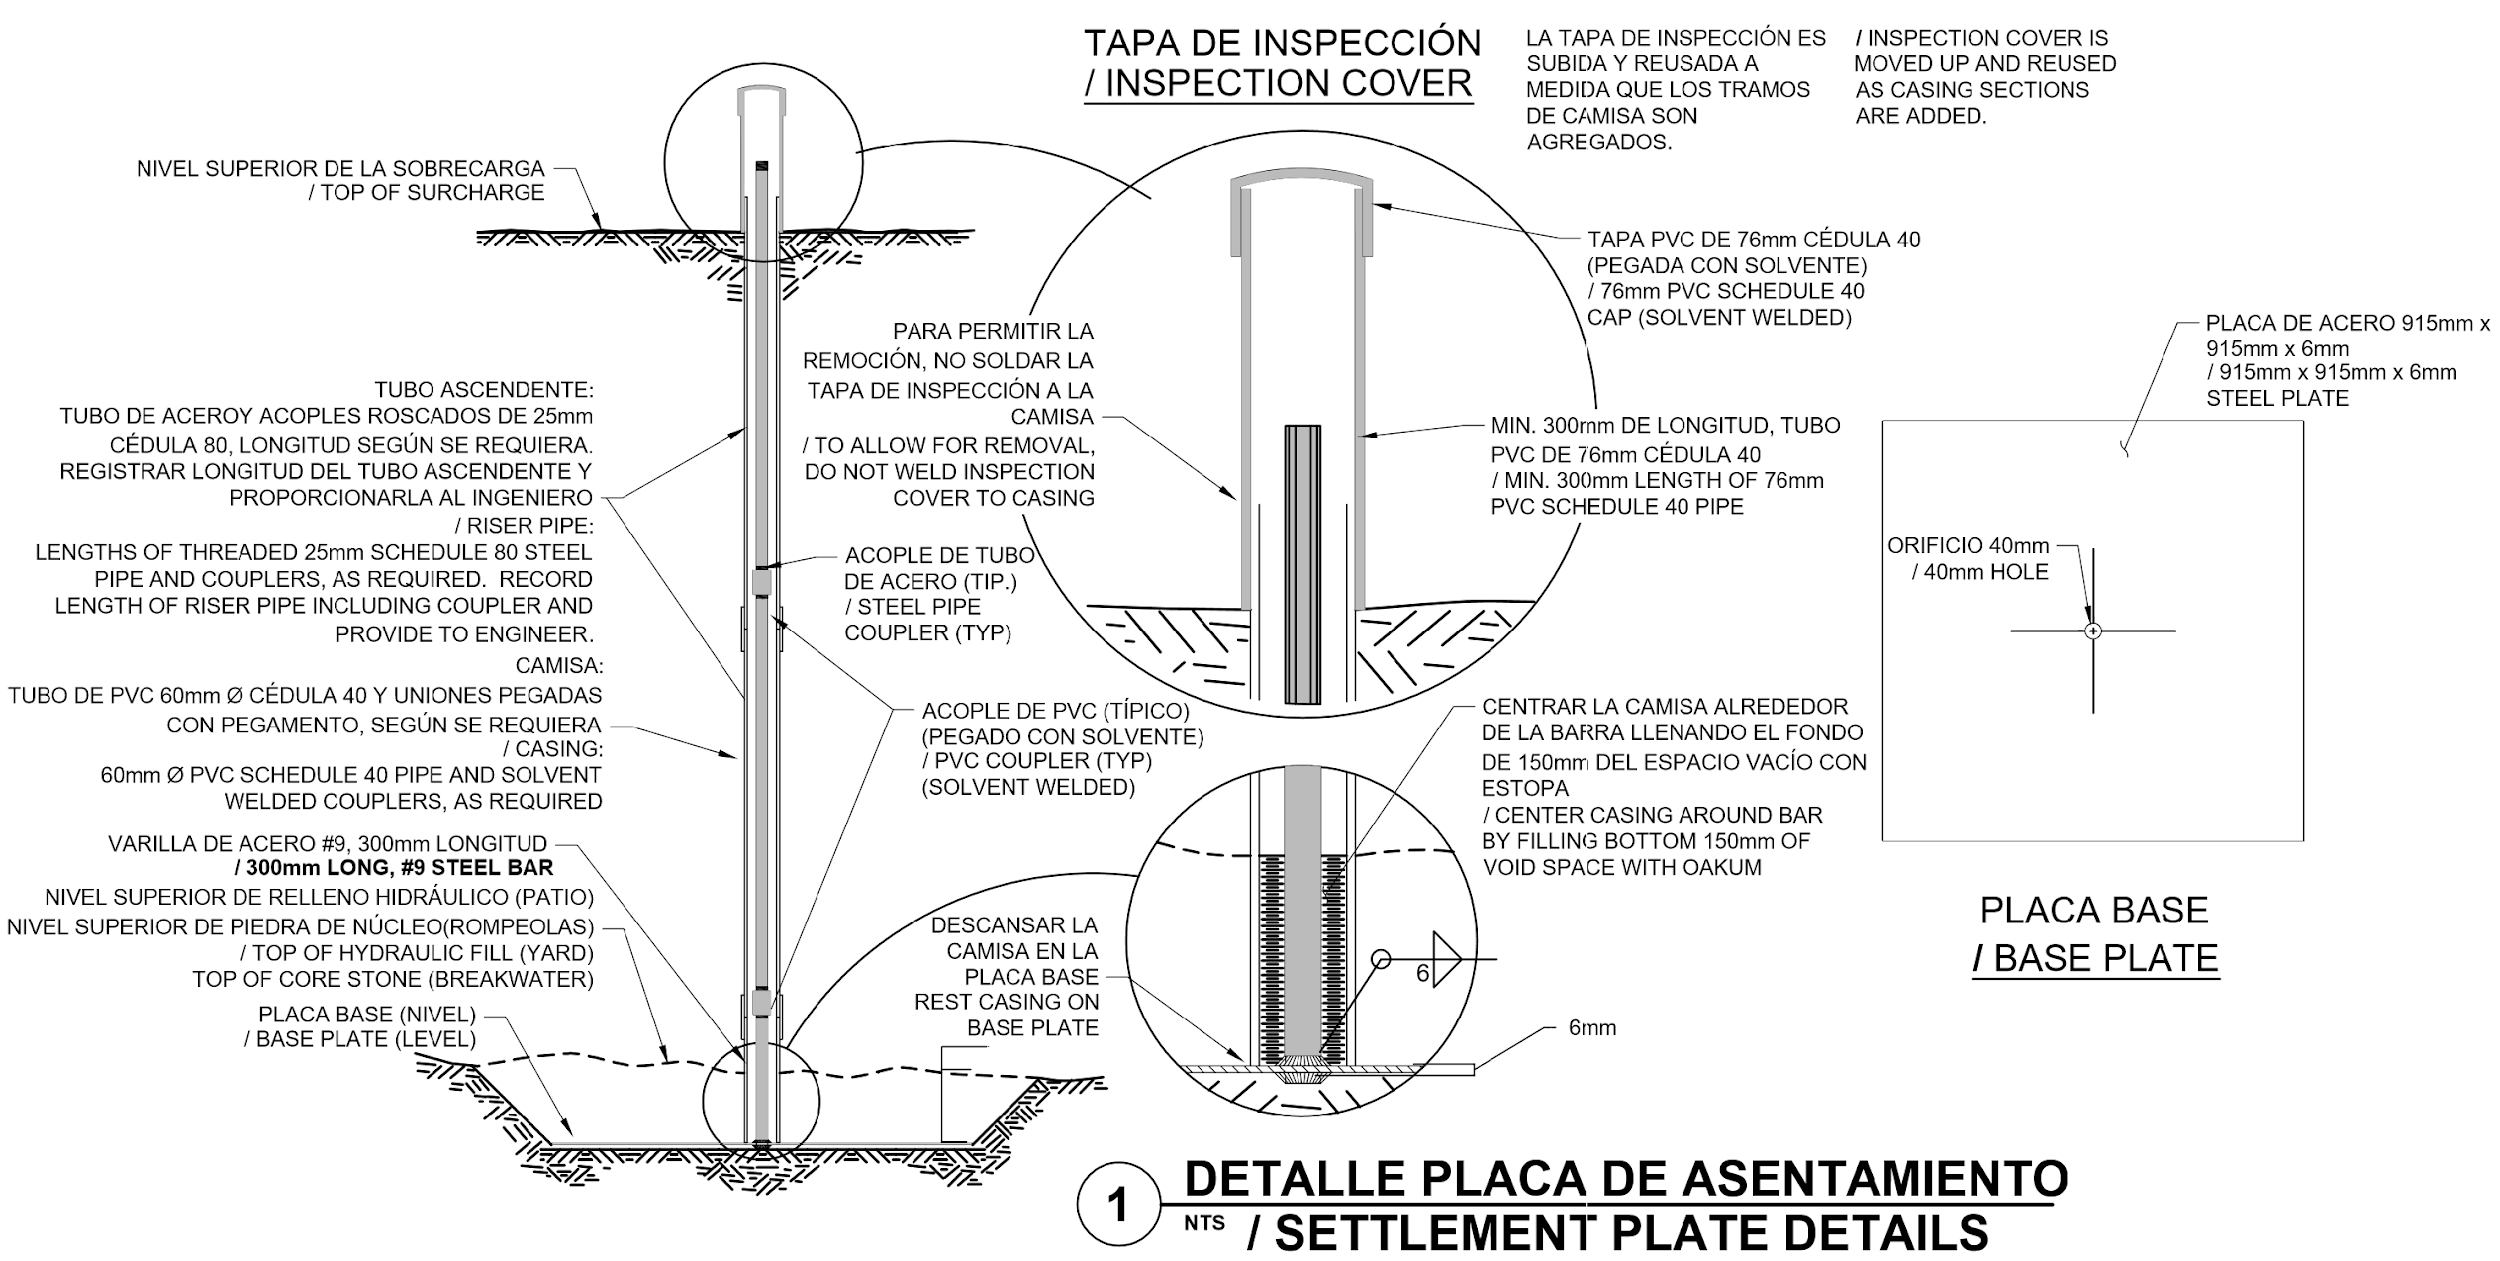 TAPA DE INSPECCIÓN
/ INSPECTION COVER
LA TAPA DE INSPECCIÓN ES
SUBIDA Y REUSADA A
MEDIDA QUE LOS TRAMOS
DE CAMISA SON
AGREGADOS.
/ INSPECTION COVER IS
MOVED UP AND REUSED
AS CASING SECTIONS
ARE ADDED.
NIVEL SUPERIOR DE LA SOBRECARGA
/ TOP OF SURCHARGE
TAPA PVC DE 76mm CÉDULA 40
(PEGADA CON SOLVENTE)
/ 76mm PVC SCHEDULE 40
CAP (SOLVENT WELDED)
PARA PERMITIR LA
REMOCIÓN, NO SOLDAR LA
TAPA DE INSPECCIÓN A LA
CAMISA
/ TO ALLOW FOR REMOVAL,
DO NOT WELD INSPECTION
COVER TO CASING
PLACA DE ACERO 915mm x
915mm x 6mm
/ 915mm x 915mm x 6mm
STEEL PLATE
TUBO ASCENDENTE:
TUBO DE ACEROY ACOPLES ROSCADOS DE 25mm
CÉDULA 80, LONGITUD SEGÚN SE REQUIERA.
REGISTRAR LONGITUD DEL TUBO ASCENDENTE Y
PROPORCIONARLA AL INGENIERO
/ RISER PIPE:
LENGTHS OF THREADED 25mm SCHEDULE 80 STEEL
PIPE AND COUPLERS, AS REQUIRED. RECORD
LENGTH OF RISER PIPE INCLUDING COUPLER AND
PROVIDE TO ENGINEER.
MIN. 300mm DE LONGITUD, TUBO
PVC DE 76mm CÉDULA 40
/ MIN. 300mm LENGTH OF 76mm
PVC SCHEDULE 40 PIPE
ORIFICIO 40mm
/ 40mm HOLE
ACOPLE DE TUBO
DE ACERO (TIP.)
/ STEEL PIPE
COUPLER (TYP)
CAMISA:
TUBO DE PVC 60mm Ø CÉDULA 40 Y UNIONES PEGADAS
CON PEGAMENTO, SEGÚN SE REQUIERA
/ CASING:
60mm Ø PVC SCHEDULE 40 PIPE AND SOLVENT
WELDED COUPLERS, AS REQUIRED
ACOPLE DE PVC (TÍPICO)
(PEGADO CON SOLVENTE)
/ PVC COUPLER (TYP)
(SOLVENT WELDED)
CENTRAR LA CAMISA ALREDEDOR
DE LA BARRA LLENANDO EL FONDO
DE 150mm DEL ESPACIO VACÍO CON
ESTOPA
/ CENTER CASING AROUND BAR
BY FILLING BOTTOM 150mm OF
VOID SPACE WITH OAKUM
VARILLA DE ACERO #9, 300mm LONGITUD
/ 300mm LONG, #9 STEEL BAR
NIVEL SUPERIOR DE RELLENO HIDRÁULICO (PATIO)
NIVEL SUPERIOR DE PIEDRA DE NÚCLEO(ROMPEOLAS)
/ TOP OF HYDRAULIC FILL (YARD)
TOP OF CORE STONE (BREAKWATER)
PLACA BASE (NIVEL)
/ BASE PLATE (LEVEL)
DESCANSAR LA
CAMISA EN LA
PLACA BASE
REST CASING ON
BASE PLATE
6
6mm
PLACA BASE
/ BASE PLATE
1
DETALLE PLACA DE ASENTAMIENTO
NTS
/ SETTLEMENT PLATE DETAILS